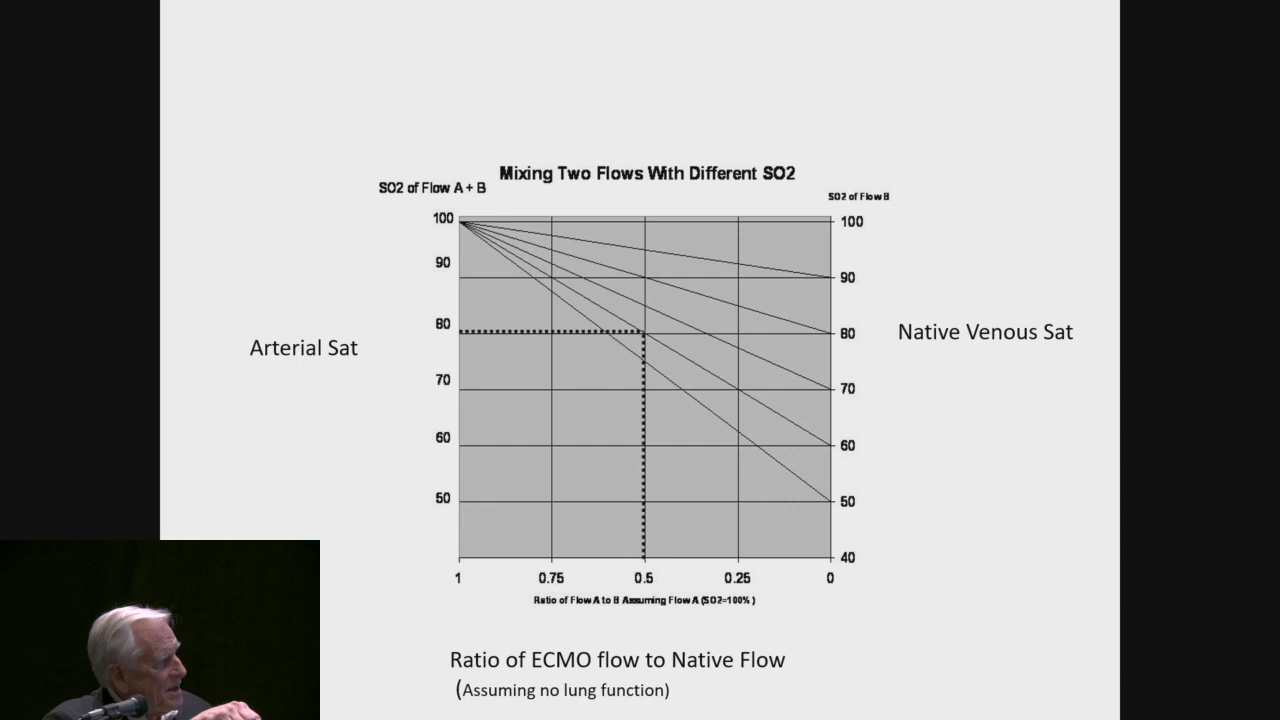 Mixing Two Flows With Different SO2
SO2 of Flow A + B
SO2 of Flow B
100
90
80
70
60
50
100
90
80
70
60
50
40
Arterial Sat
Native Venous Sat
1 0.75 0.5 0.25 0
Ratio of Flow A to B Assuming Flow A (SO2=100% )
Ratio of ECMO flow to Native Flow
(Assuming no lung function)